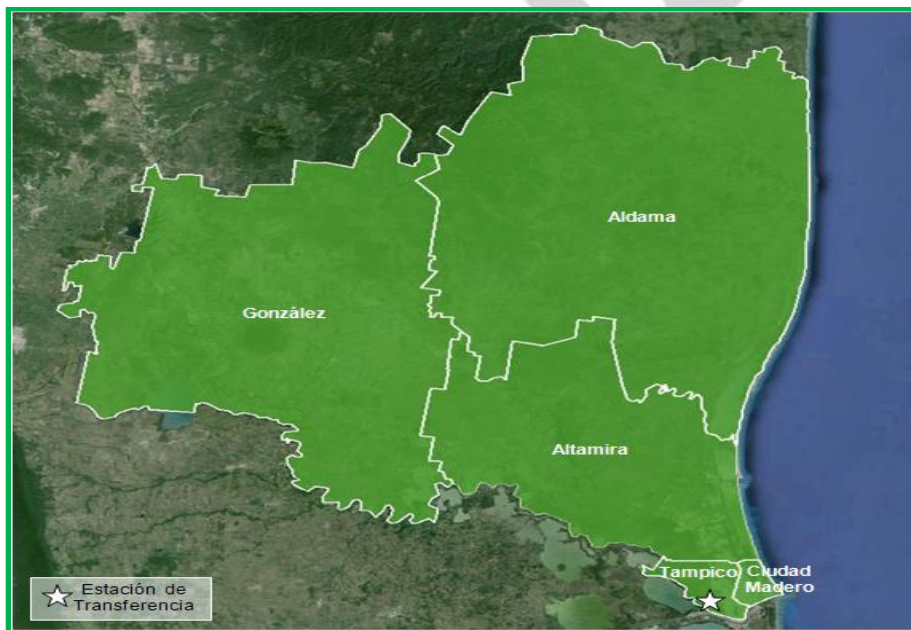 Aldama
González
Altamira
Tampico
Ciudad
Madero
Estación de
Transferencia